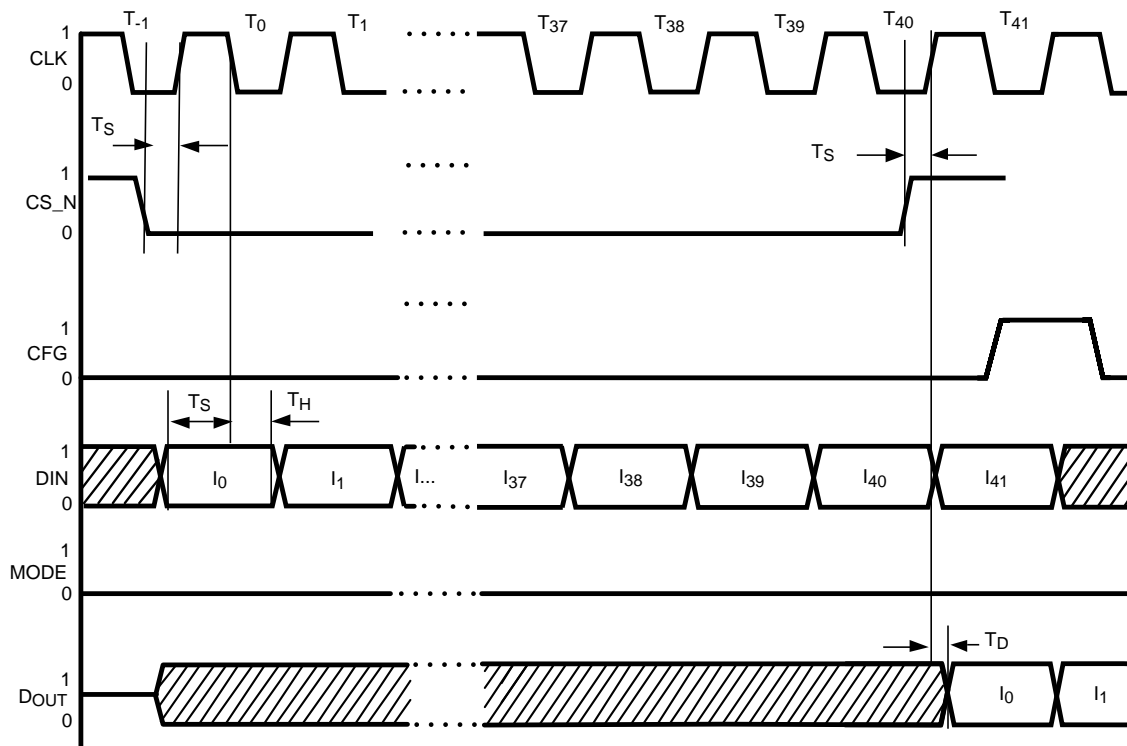 T-1 T0 T1 T37 T38 T39 T40 T41
1
CLK
0
TS TS
1
CS_N
0
1
CFG
0
TS TH
1
DIN I0 I1 I... I37 I38 I39 I40 I41
0
1
MODE
0
TD
1
DOUT I0 I1
0